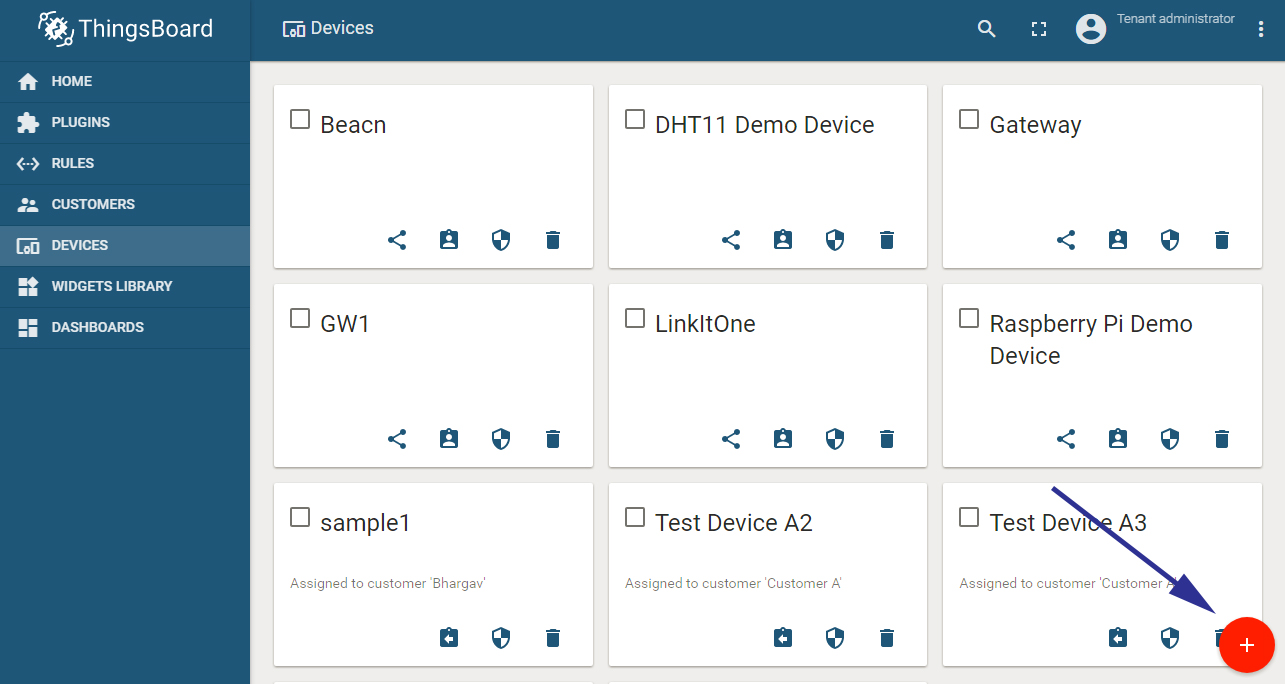 ThingsBoard
Devices
Tenant administrator
HOME
PLUGINS
RULES
CUSTOMERS
DEVICES
WIDGETS LIBRARY
DASHBOARDS
Beacn
DHT11 Demo Device
Gateway
GW1
LinkItOne
Raspberry Pi Demo
Device
sample1
Assigned to customer 'Bhargav'
Test Device A2
Assigned to customer 'Customer A'
Test Device A3
Assigned to customer 'Customer A'